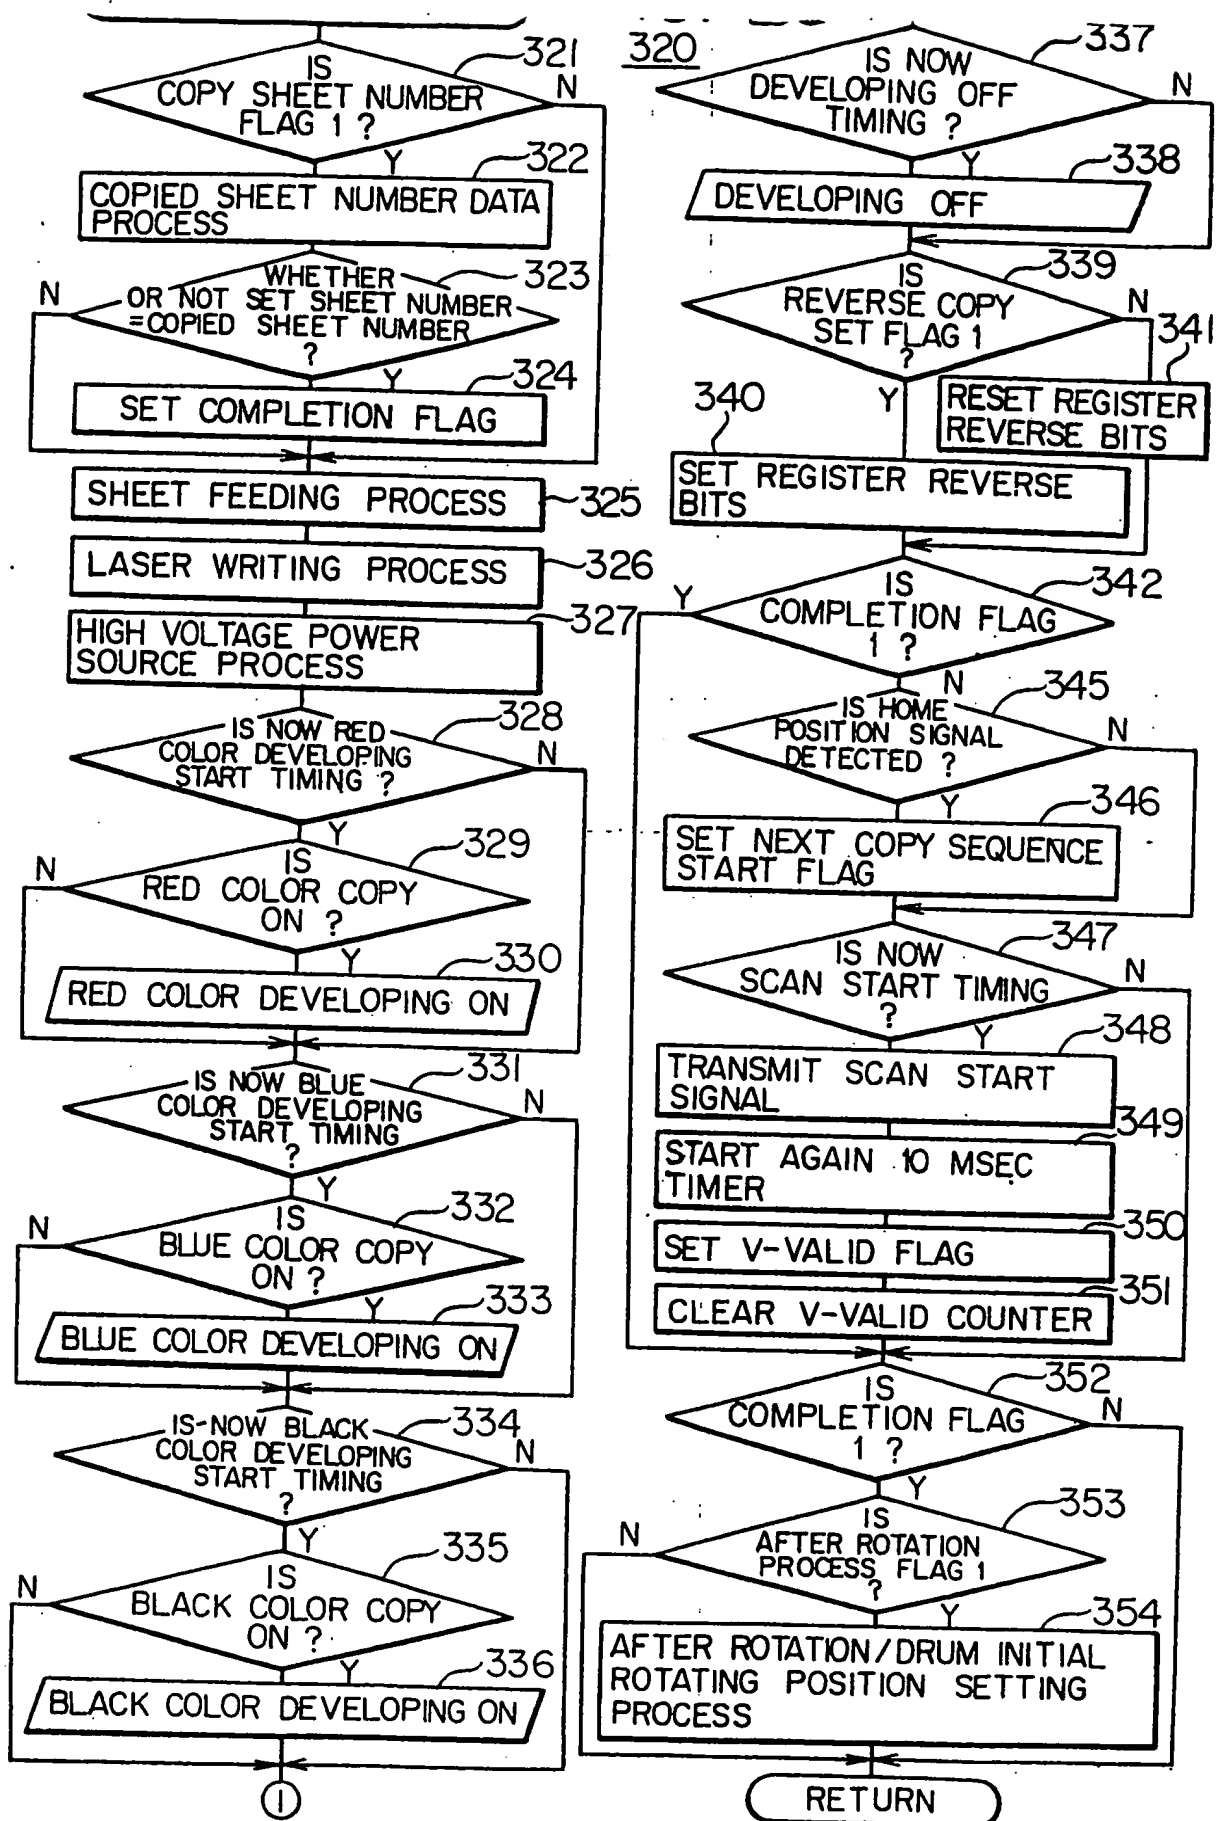 321
IS
COPY SHEET NUMBER
FLAG 1 ?
N
Y
322
COPIED SHEET NUMBER DATA
PROCESS
323
WHETHER
OR NOT SET SHEET NUMBER
=COPIED SHEET NUMBER
?
N
Y
324
SET COMPLETION FLAG
SHEET FEEDING PROCESS
325
LASER WRITING PROCESS
326
327
HIGH VOLTAGE POWER
SOURCE PROCESS
328
IS NOW RED
COLOR DEVELOPING
START TIMING ?
N
Y
329
IS
RED COLOR COPY
ON ?
N
Y
330
RED COLOR DEVELOPING ON
331
IS NOW BLUE
COLOR DEVELOPING
START TIMING
?
N
Y
332
IS
BLUE COLOR COPY
ON ?
N
Y
333
BLUE COLOR DEVELOPING ON
334
IS-NOW BLACK
COLOR DEVELOPING
START TIMING
?
N
Y
335
IS
BLACK COLOR COPY
ON ?
N
Y
336
BLACK COLOR DEVELOPING ON
1
320
337
IS NOW
DEVELOPING OFF
TIMING ?
N
Y
338
DEVELOPING OFF
339
IS
REVERSE COPY
SET FLAG 1
?
N
Y
341
RESET REGISTER
REVERSE BITS
340
SET REGISTER REVERSE
BITS
342
IS
COMPLETION FLAG
1 ?
Y
N
345
IS HOME
POSITION SIGNAL
DETECTED ?
N
Y
346
SET NEXT COPY SEQUENCE
START FLAG
347
IS NOW
SCAN START TIMING
?
N
Y
348
TRANSMIT SCAN START
SIGNAL
349
START AGAIN 10 MSEC
TIMER
350
SET V-VALID FLAG
351
CLEAR V-VALID COUNTER
352
IS
COMPLETION FLAG
1 ?
N
Y
353
IS
AFTER ROTATION
PROCESS FLAG 1
?
N
Y
354
AFTER ROTATION/DRUM INITIAL
ROTATING POSITION SETTING
PROCESS
RETURN